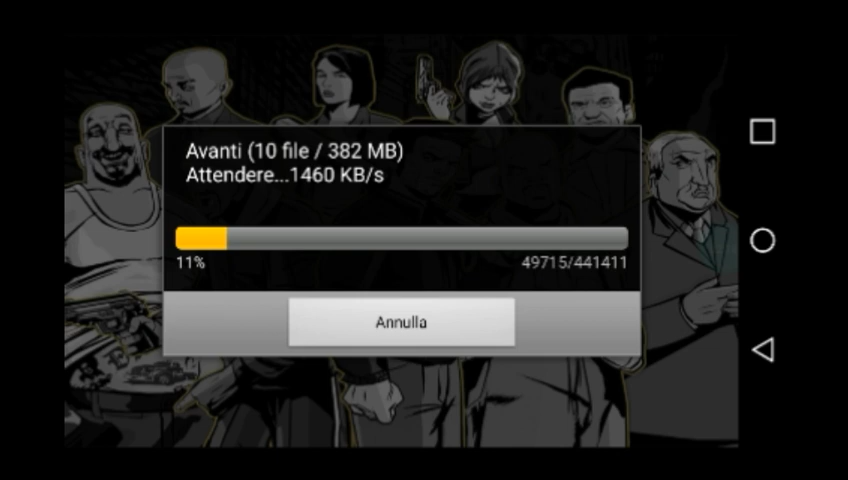 Avanti (10 file / 382 MB)
Attendere...1460 KB/s
11%
49715/441411
Annulla